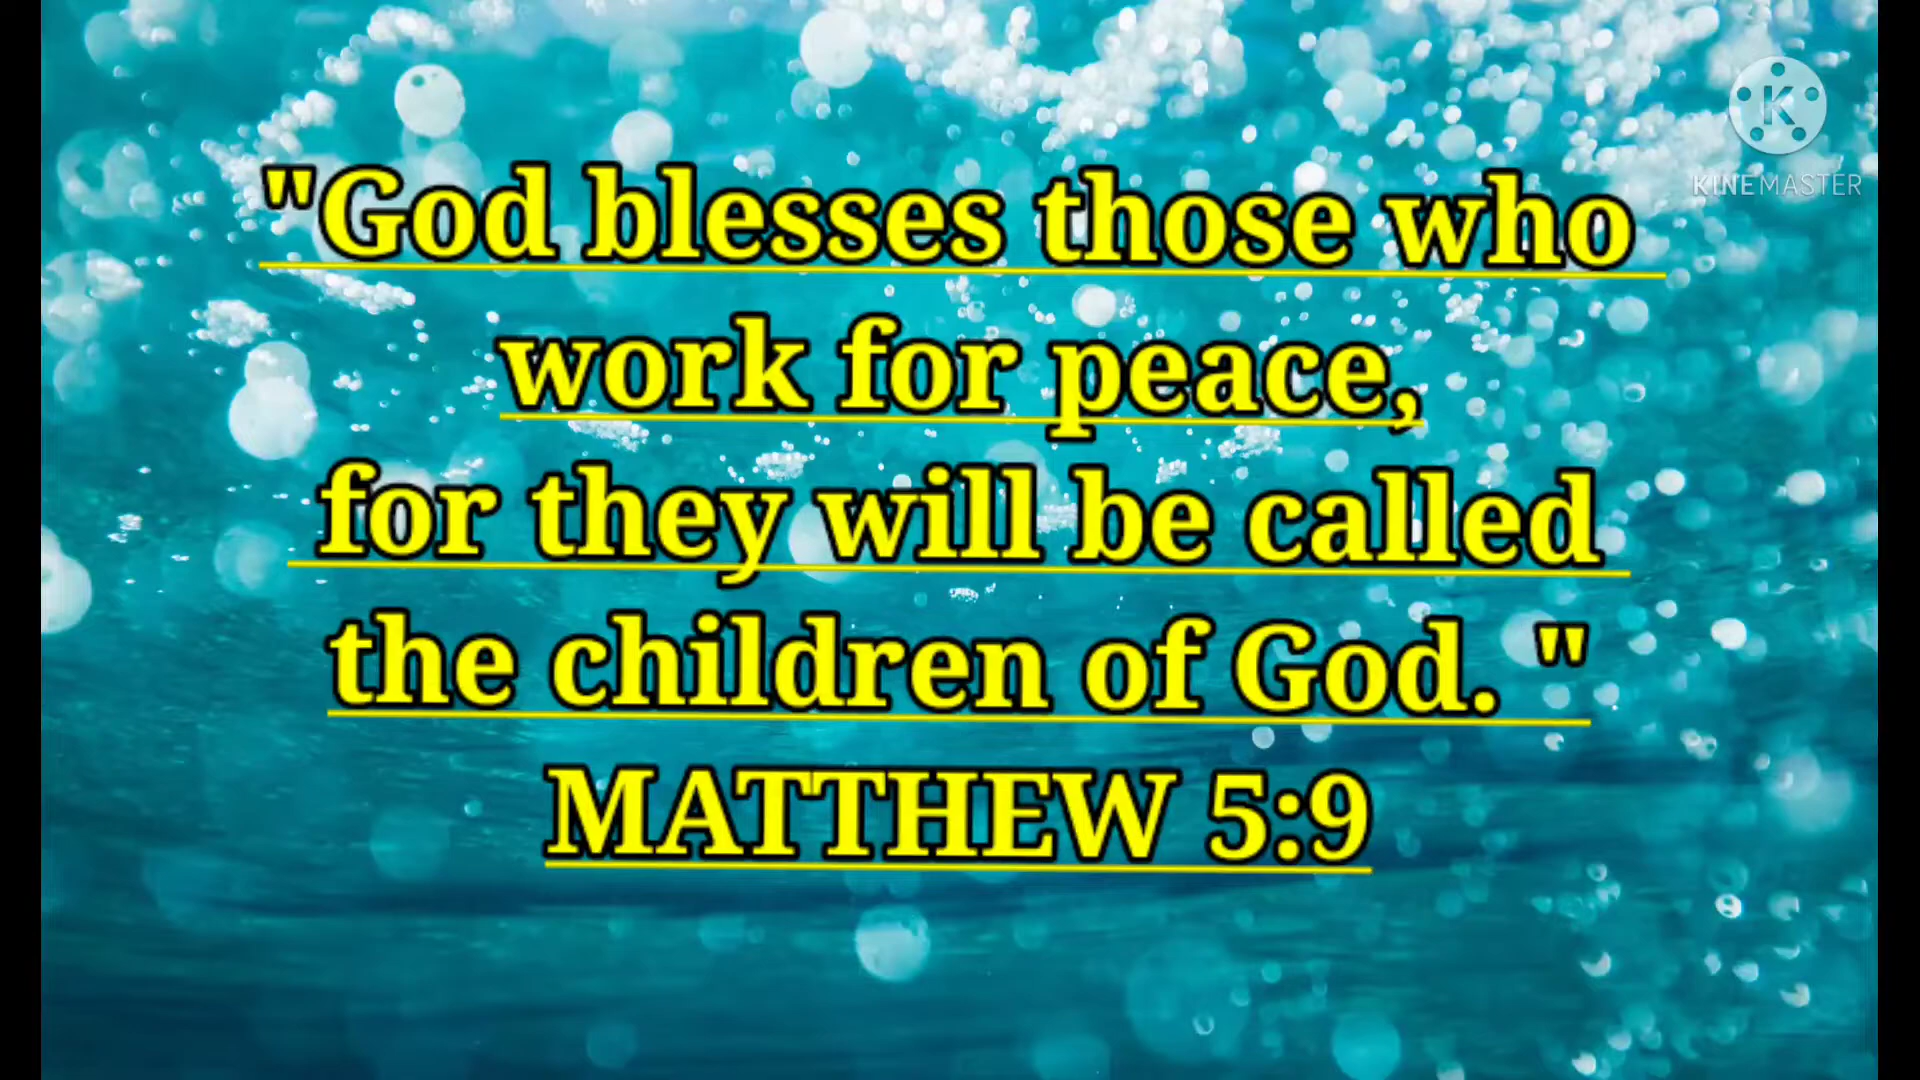 KINEMASTER
"God blesses those who
work for peace,
for they will be called
the children of God. "
MATTHEW 5:9